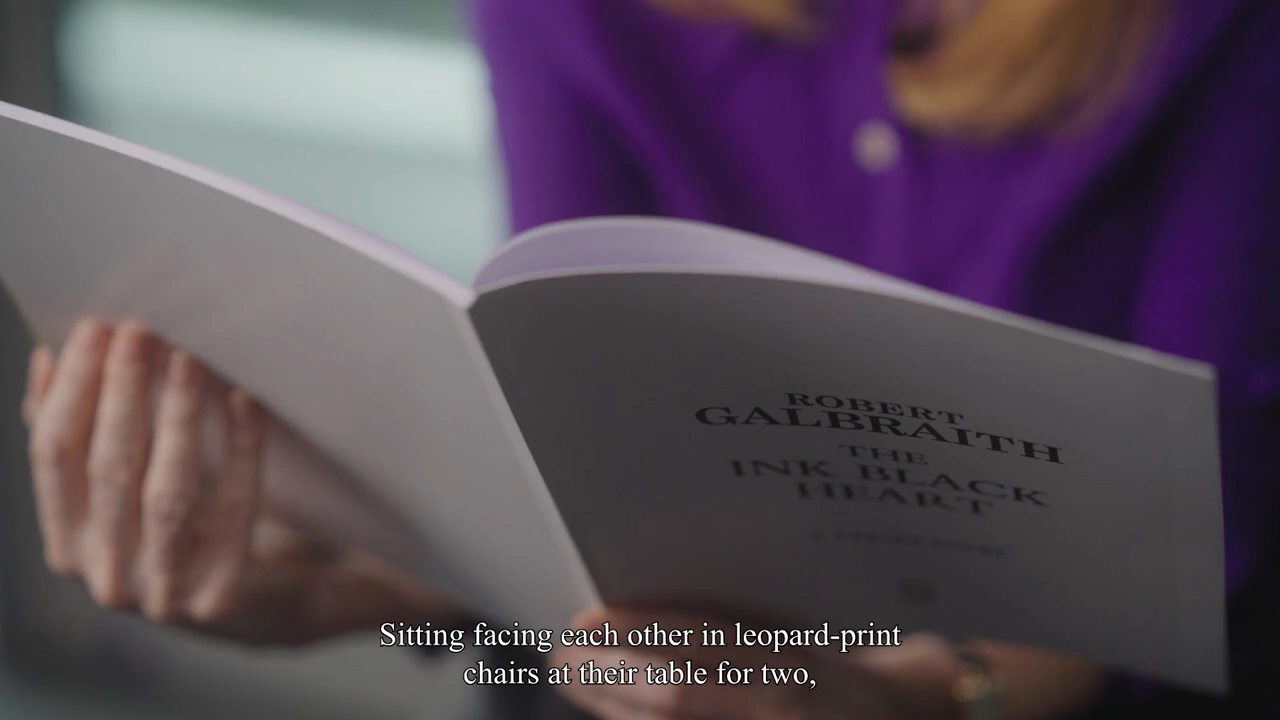 ROBERT
GALBRAITH
THE
INK BLACK
HEART
Sitting facing each other in leopard-print
chairs at their table for two,